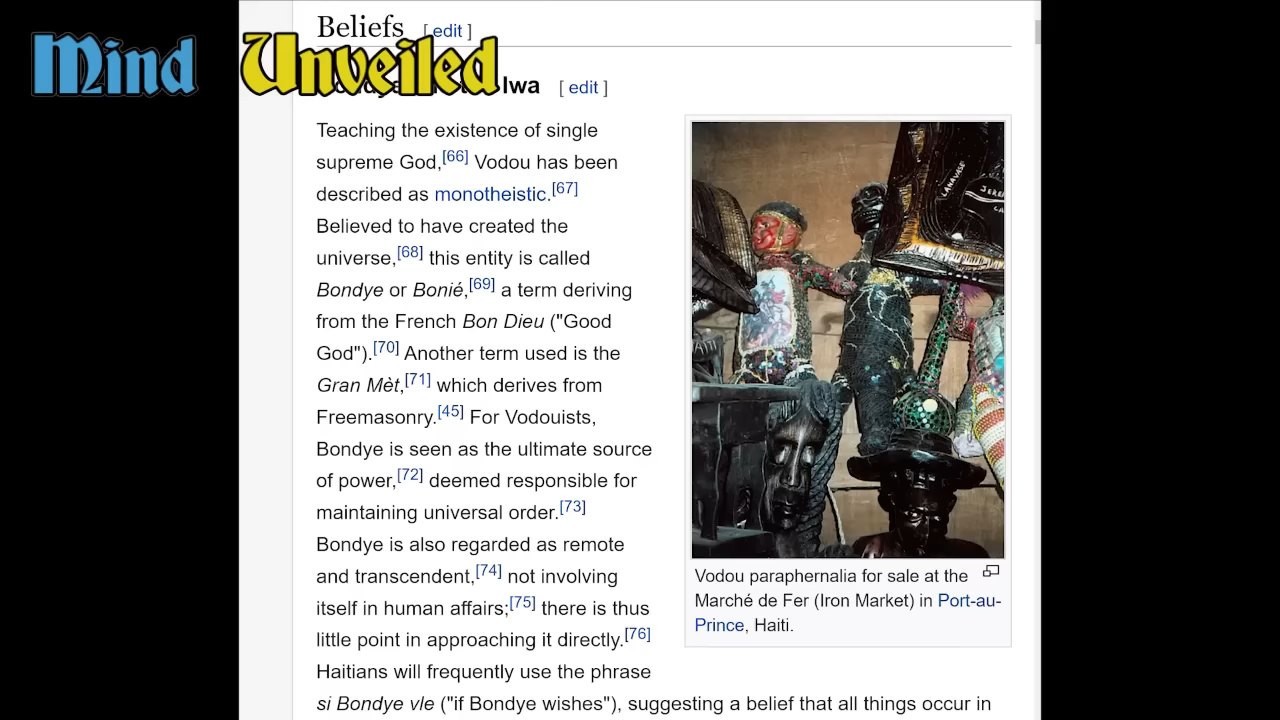 Beliefs [ edit ]
Mind Unveiled
lwa [ edit ]
Teaching the existence of single
supreme God,[66] Vodou has been
described as monotheistic.[67]
Believed to have created the
universe,[68] this entity is called
Bondye or Bonié,[69] a term deriving
from the French Bon Dieu ("Good
God").[70] Another term used is the
Gran Mèt,[71] which derives from
Freemasonry.[45] For Vodouists,
Bondye is seen as the ultimate source
of power,[72] deemed responsible for
maintaining universal order.[73]
Bondye is also regarded as remote
and transcendent,[74] not involving
itself in human affairs;[75] there is thus
little point in approaching it directly.[76]
Haitians will frequently use the phrase
si Bondye vle ("if Bondye wishes"), suggesting a belief that all things occur in
LANAVASE
Vodou paraphernalia for sale at the
Marché de Fer (Iron Market) in Port-au-
Prince, Haiti.